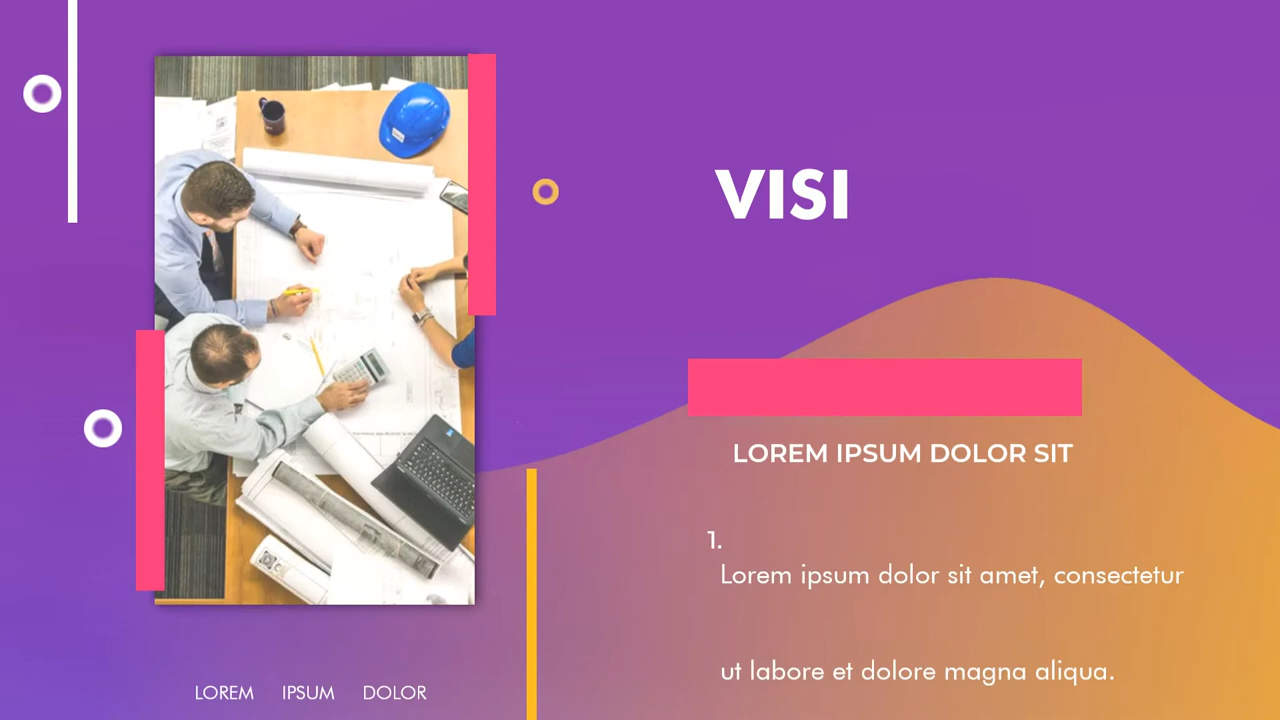 VISI
LOREM IPSUM DOLOR SIT
1.
Lorem ipsum dolor sit amet, consectetur
ut labore et dolore magna aliqua.
LOREM IPSUM DOLOR